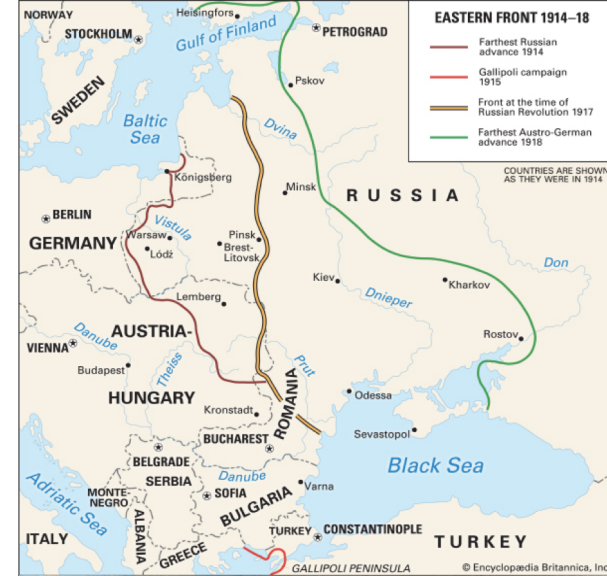 NORWAY
Heisingfors
STOCKHOLM
Gulf of Finland
PETROGRAD
EASTERN FRONT 1914–18
Farthest Russian
advance 1914
Gallipoli campaign
1915
Front at the time of
Russian Revolution 1917
Farthest Austro-German
advance 1918
COUNTRIES ARE SHOWN
AS THEY WERE IN 1914
SWEDEN
Pskov
Baltic
Sea
Dvina
Königsberg
Minsk
RUSSIA
BERLIN
Vistula
Warsaw
Pinsk
GERMANY
Lódź
Brest-
Litovsk
Don
Kiev
Kharkov
Lemberg
Dnieper
AUSTRIA-
Rostov
Danube
VIENNA
Budapest
Theiss
Prut
HUNGARY
ROMANIA
Odessa
Kronstadt
Sevastopol
BUCHAREST
BELGRADE
Black Sea
SERBIA
Danube
Adriatic Sea
MONTE-
NEGRO
SOFIA
Varna
BULGARIA
ALBANIA
TURKEY
CONSTANTINOPLE
ITALY
GREECE
TURKEY
GALLIPOLI PENINSULA
© Encyclopædia Britannica, Inc